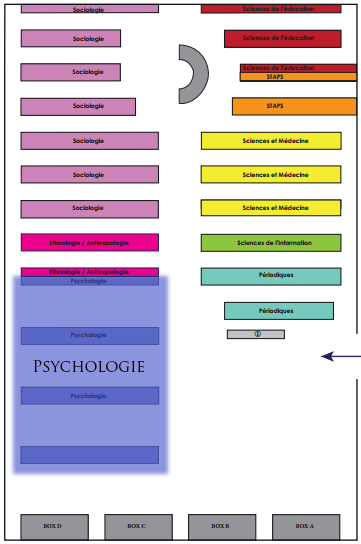 Sociologie
Sciences de l'éducation
Sociologie
Sciences de l'éducation
Sociologie
Sciences de l'éducation
STAPS
Sociologie
STAPS
Sociologie
Sciences et Médecine
Sociologie
Sciences et Médecine
Sociologie
Sciences et Médecine
Ethnologie / Anthropologie
Sciences de l'information
Ethnologie / Anthropologie
Psychologie
Périodiques
Périodiques
Psychologie
PSYCHOLOGIE
Psychologie
BOX D
BOX C
BOX B
BOX A